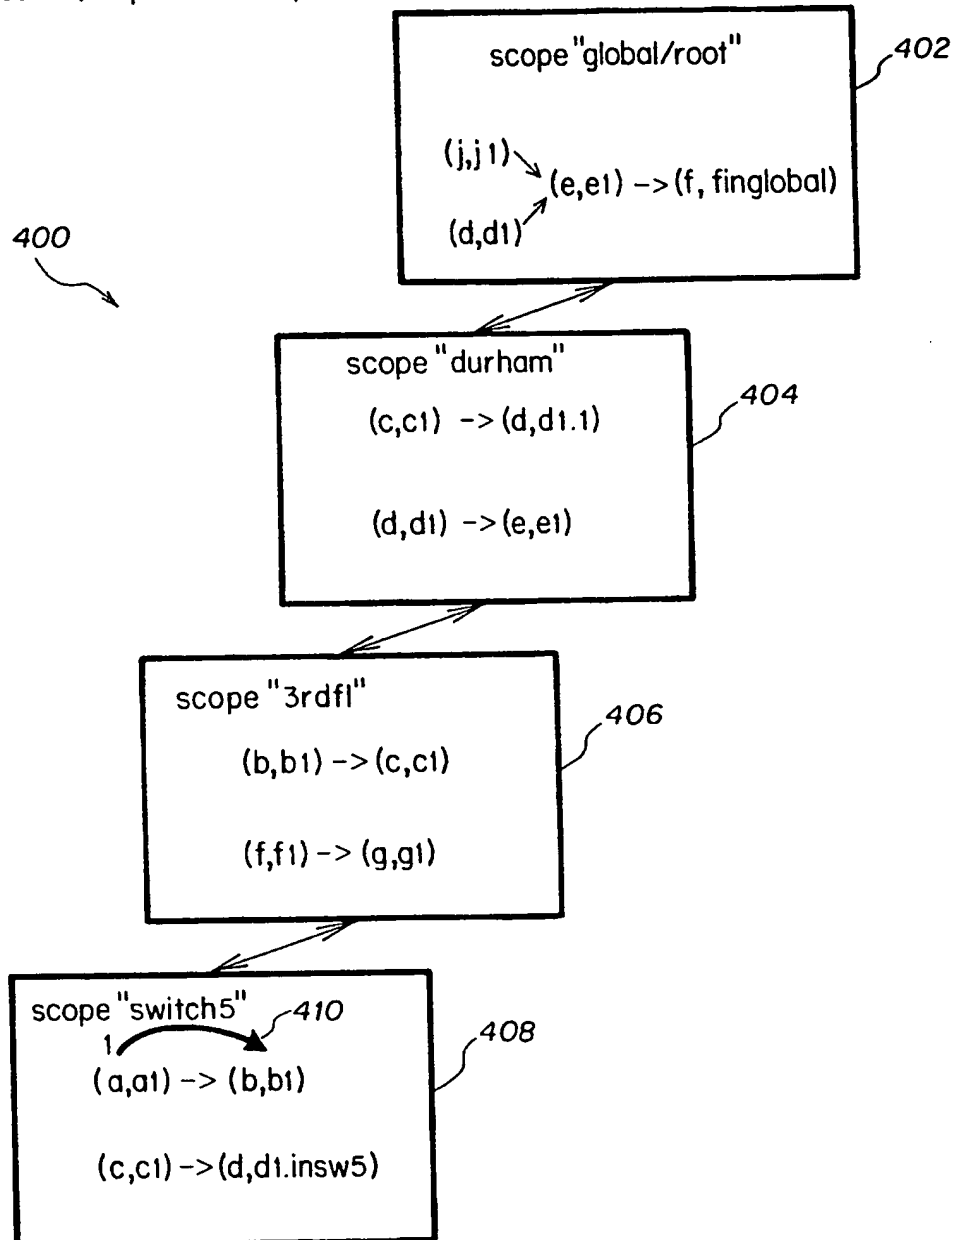 scope "global/root"
402
(j,j1)
(e,e1) -> (f, finglobal)
(d,d1)
400
scope "durham"
404
(c,c1) -> (d,d1.1)
(d,d1) -> (e,e1)
scope "3rdfl"
406
(b,b1) -> (c,c1)
(f,f1) -> (g,g1)
scope "switch5"
410
408
1
(a,a1) -> (b,b1)
(c,c1) -> (d,d1.insw5)